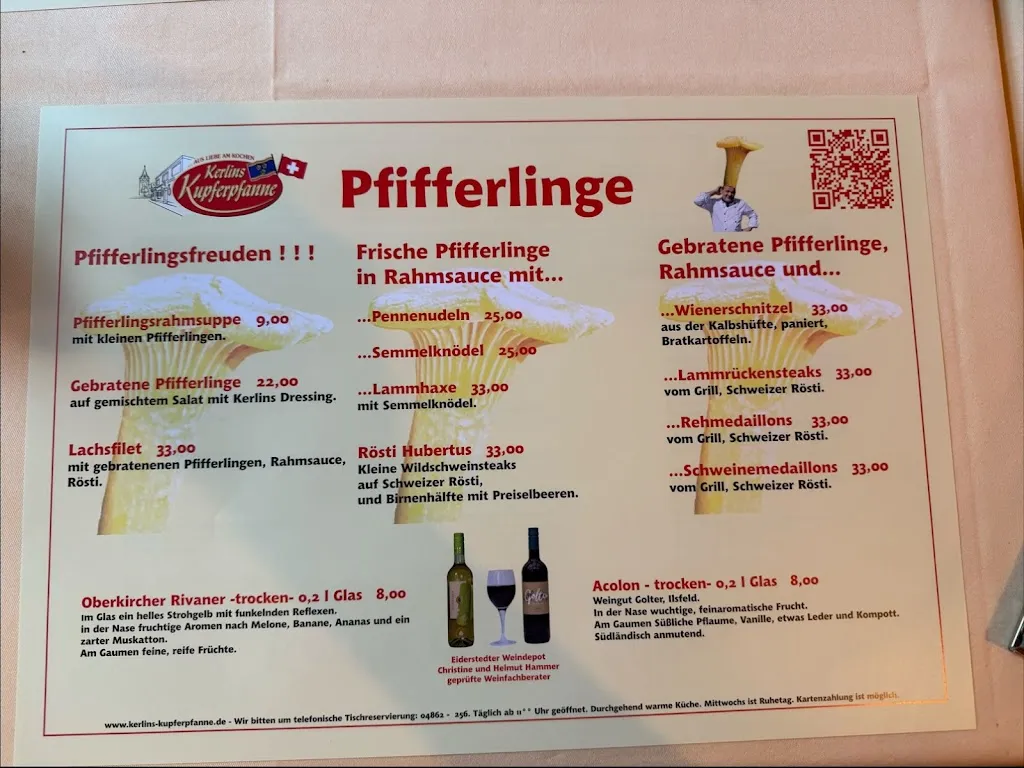 AUS LIEBE AM KOCHEN
Kerlins
Kupferpfanne
Pfifferlinge
Pfifferlingsfreuden ! ! !
Pfifferlingsrahmsuppe 9,00
mit kleinen Pfifferlingen.
Gebratene Pfifferlinge 22,00
auf gemischtem Salat mit Kerlins Dressing.
Lachsfilet 33,00
mit gebratenenen Pfifferlingen, Rahmsauce,
Rösti.
Frische Pfifferlinge
in Rahmsauce mit...
...Pennenudeln 25,00
...Semmelknödel 25,00
...Lammhaxe 33,00
mit Semmelknödel.
Rösti Hubertus 33,00
Kleine Wildschweinsteaks
auf Schweizer Rösti,
und Birnenhälfte mit Preiselbeeren.
Gebratene Pfifferlinge,
Rahmsauce und...
...Wienerschnitzel 33,00
aus der Kalbshüfte, paniert,
Bratkartoffeln.
...Lammrückensteaks 33,00
vom Grill, Schweizer Rösti.
...Rehmedaillons 33,00
vom Grill, Schweizer Rösti.
...Schweinemedaillons 33,00
vom Grill, Schweizer Rösti.
Oberkircher Rivaner -trocken- 0,2 l Glas 8,00
Im Glas ein helles Strohgelb mit funkelnden Reflexen.
in der Nase fruchtige Aromen nach Melone, Banane, Ananas und ein
zarter Muskatton.
Am Gaumen feine, reife Früchte.
Golter
Eiderstedter Weindepot
Christine und Helmut Hammer
geprüfte Weinfachberater
Acolon - trocken- 0,2 l Glas 8,00
Weingut Golter, Ilsfeld.
In der Nase wuchtige, feinaromatische Frucht.
Am Gaumen Süßliche Pflaume, Vanille, etwas Leder und Kompott.
Südländisch anmutend.
www.kerlins-kupferpfanne.de - Wir bitten um telefonische Tischreservierung: 04862 - 256. Täglich ab 11°° Uhr geöffnet. Durchgehend warme Küche. Mittwochs ist Ruhetag. Kartenzahlung ist möglich.